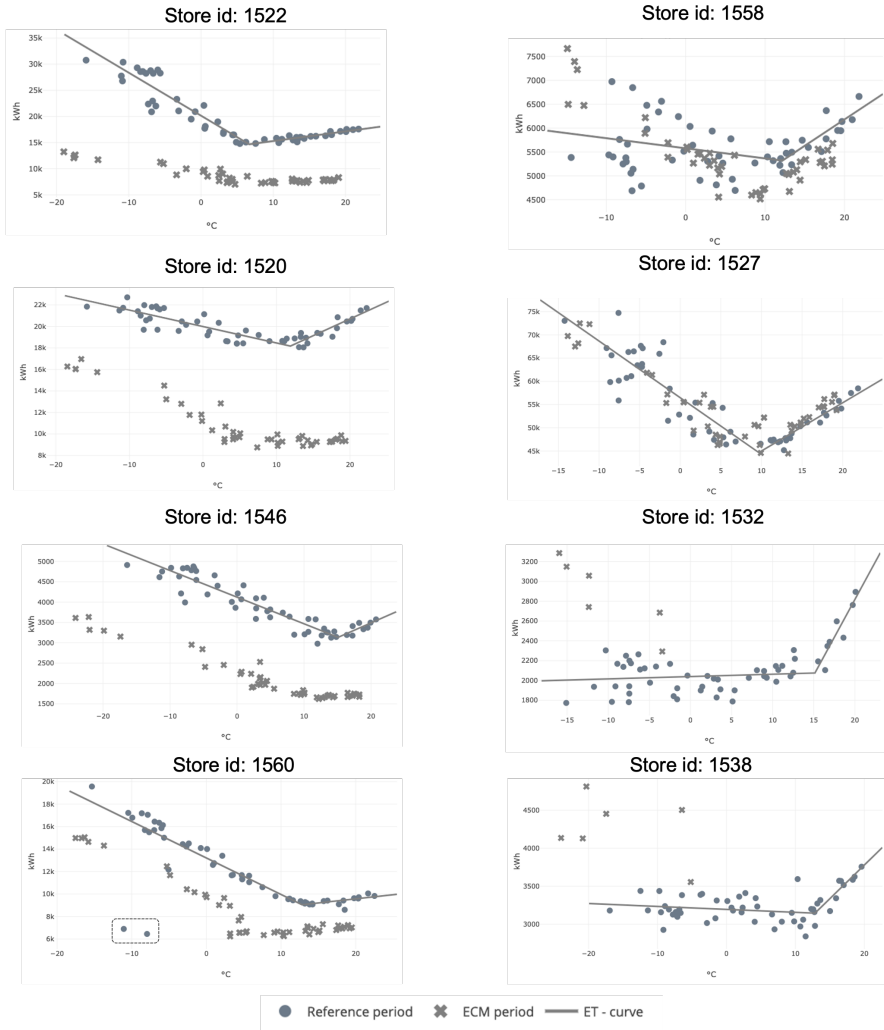 Store id: 1522
35k
30k
25k
20k
15k
10k
5k
kWh
−20
−10
0
10
20
°C
Store id: 1558
7500
7000
6500
6000
5500
5000
4500
kWh
−10
0
10
20
°C
Store id: 1520
22k
20k
18k
16k
14k
12k
10k
8k
kWh
−20
−10
0
10
20
°C
Store id: 1527
75k
70k
65k
60k
55k
50k
45k
kWh
−15
−10
−5
0
5
10
15
20
°C
Store id: 1546
5000
4500
4000
3500
3000
2500
2000
1500
kWh
−20
−10
0
10
20
°C
Store id: 1532
3200
3000
2800
2600
2400
2200
2000
1800
kWh
−15
−10
−5
0
5
10
15
20
°C
Store id: 1560
20k
18k
16k
14k
12k
10k
8k
6k
kWh
−20
−10
0
10
20
°C
Store id: 1538
4500
4000
3500
3000
kWh
−20
−15
−10
−5
0
5
10
15
20
°C
Reference period
ECM period
ET - curve